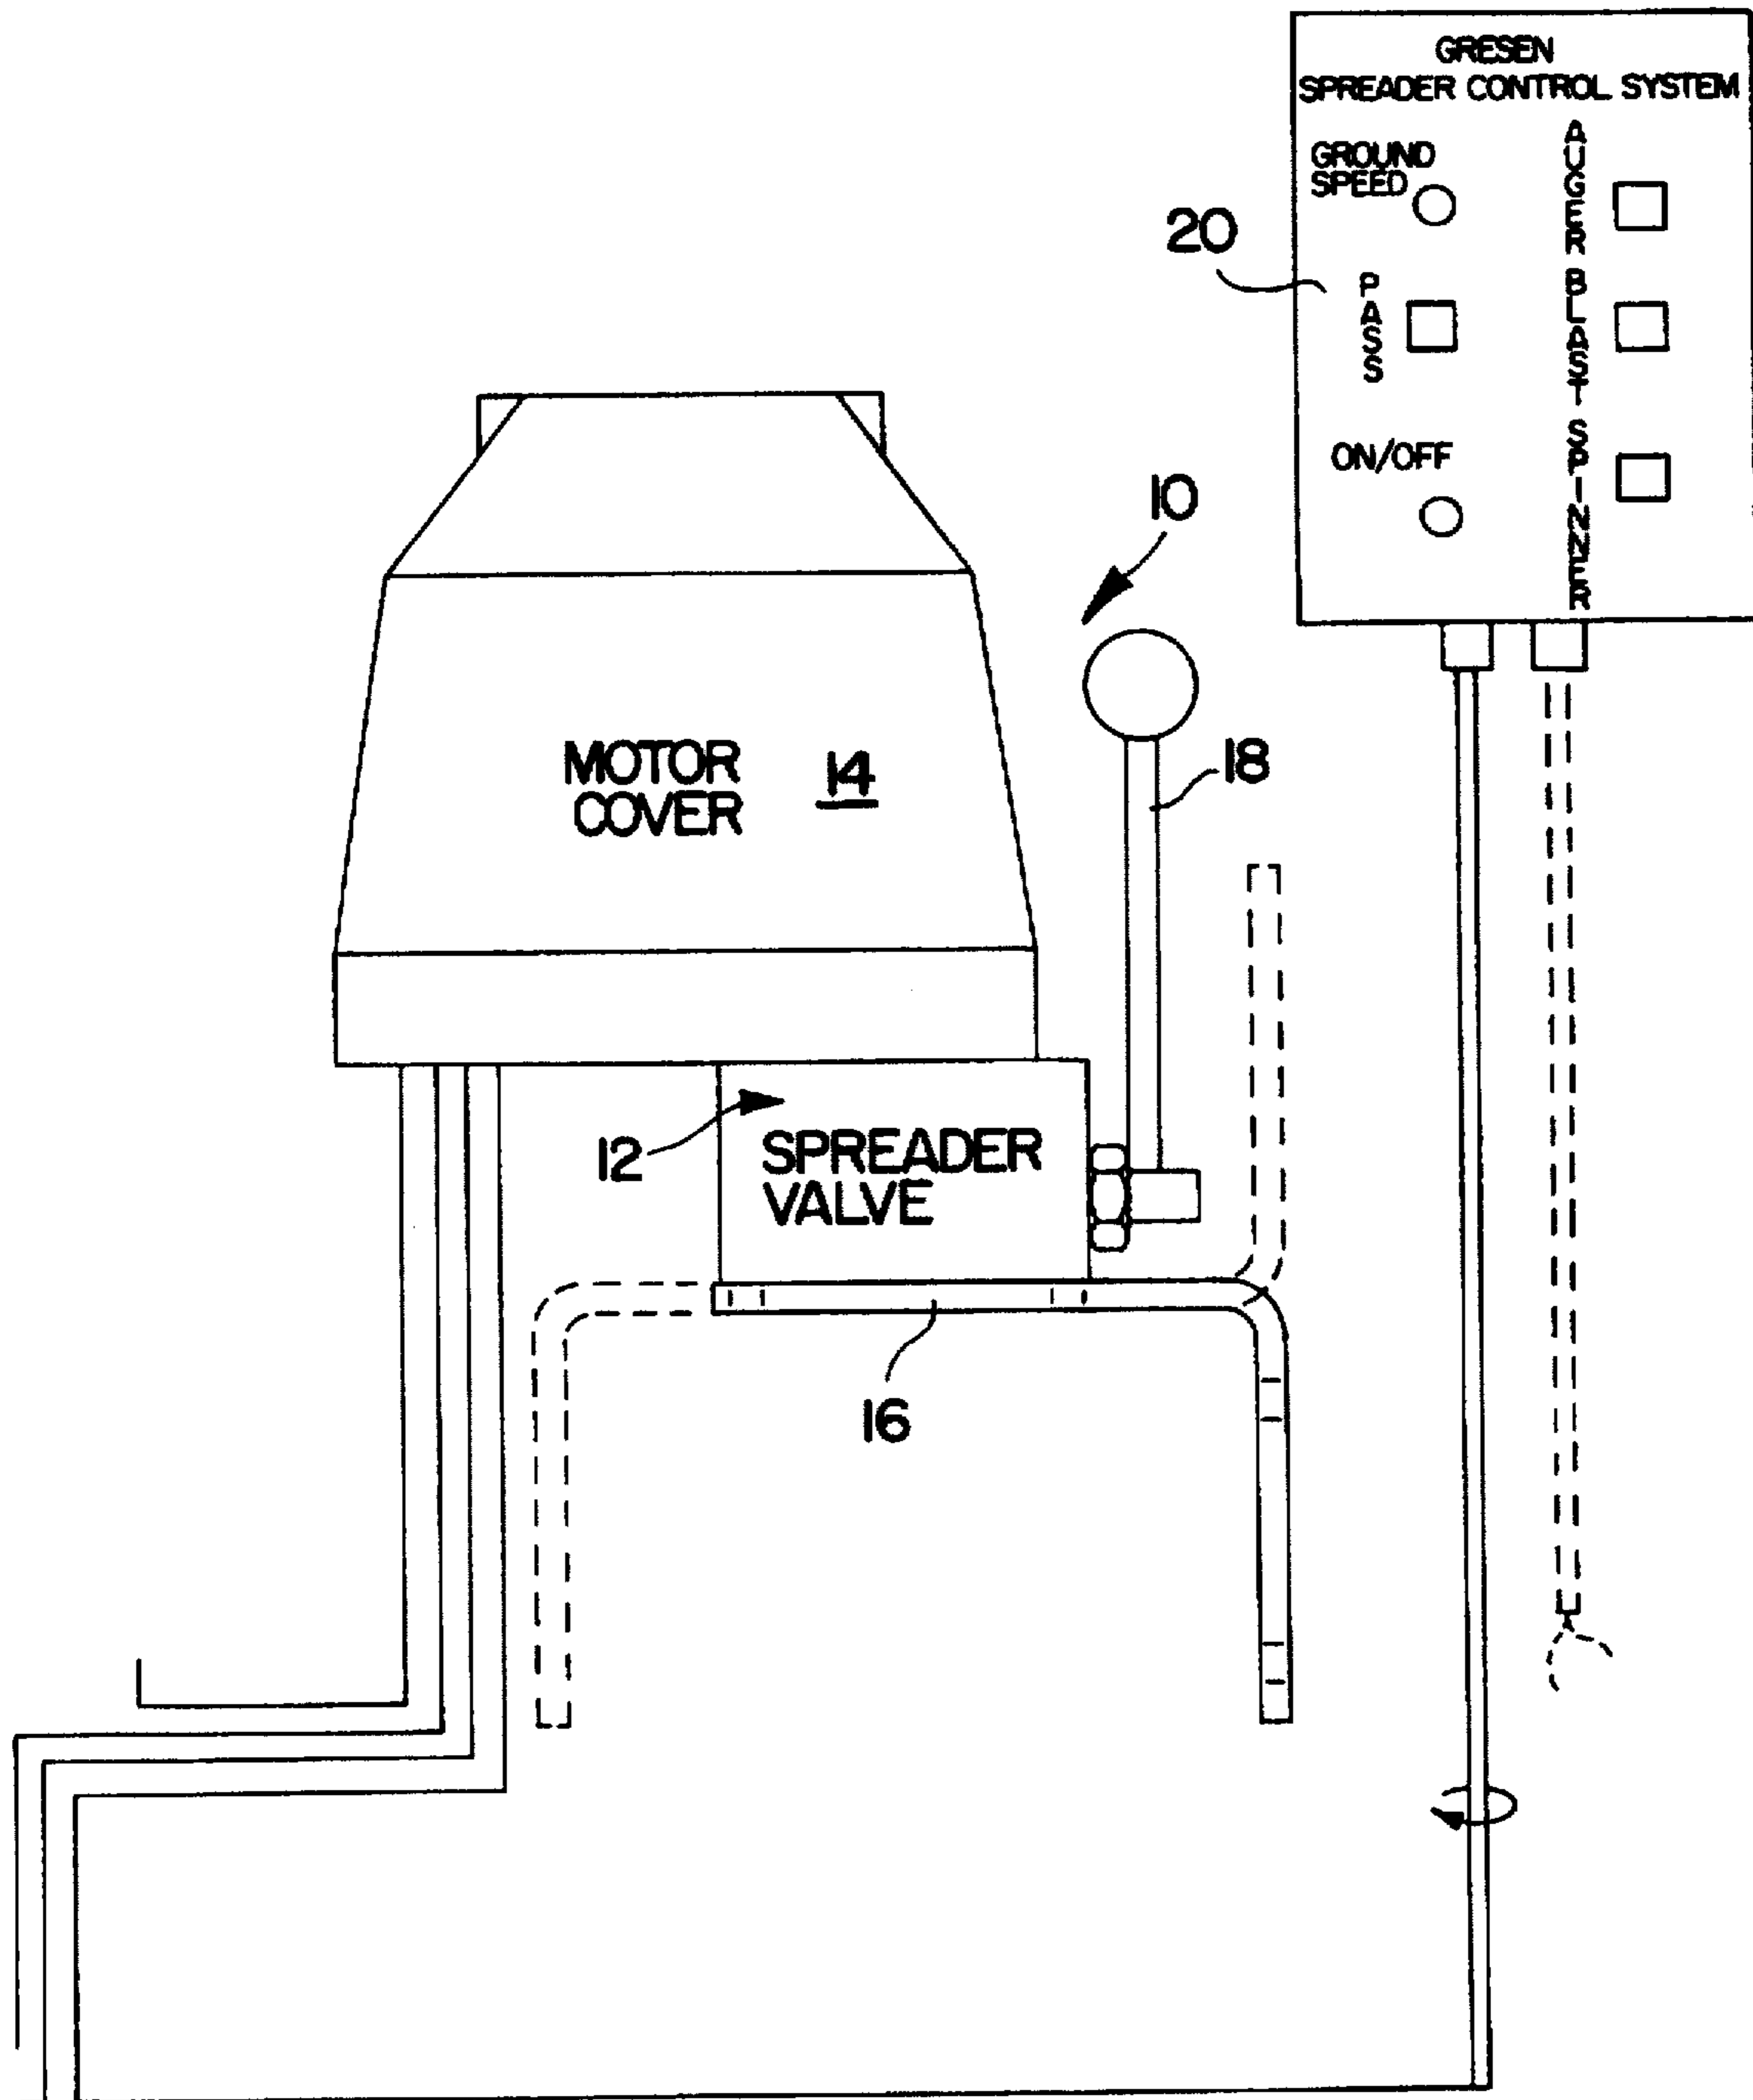 GRESEN
SPREADER CONTROL SYSTEM
GROUND
SPEED
AUGER
20
PASS
BLAST
ON/OFF
SPINNER
10
MOTOR
COVER
14
18
12
SPREADER
VALVE
16